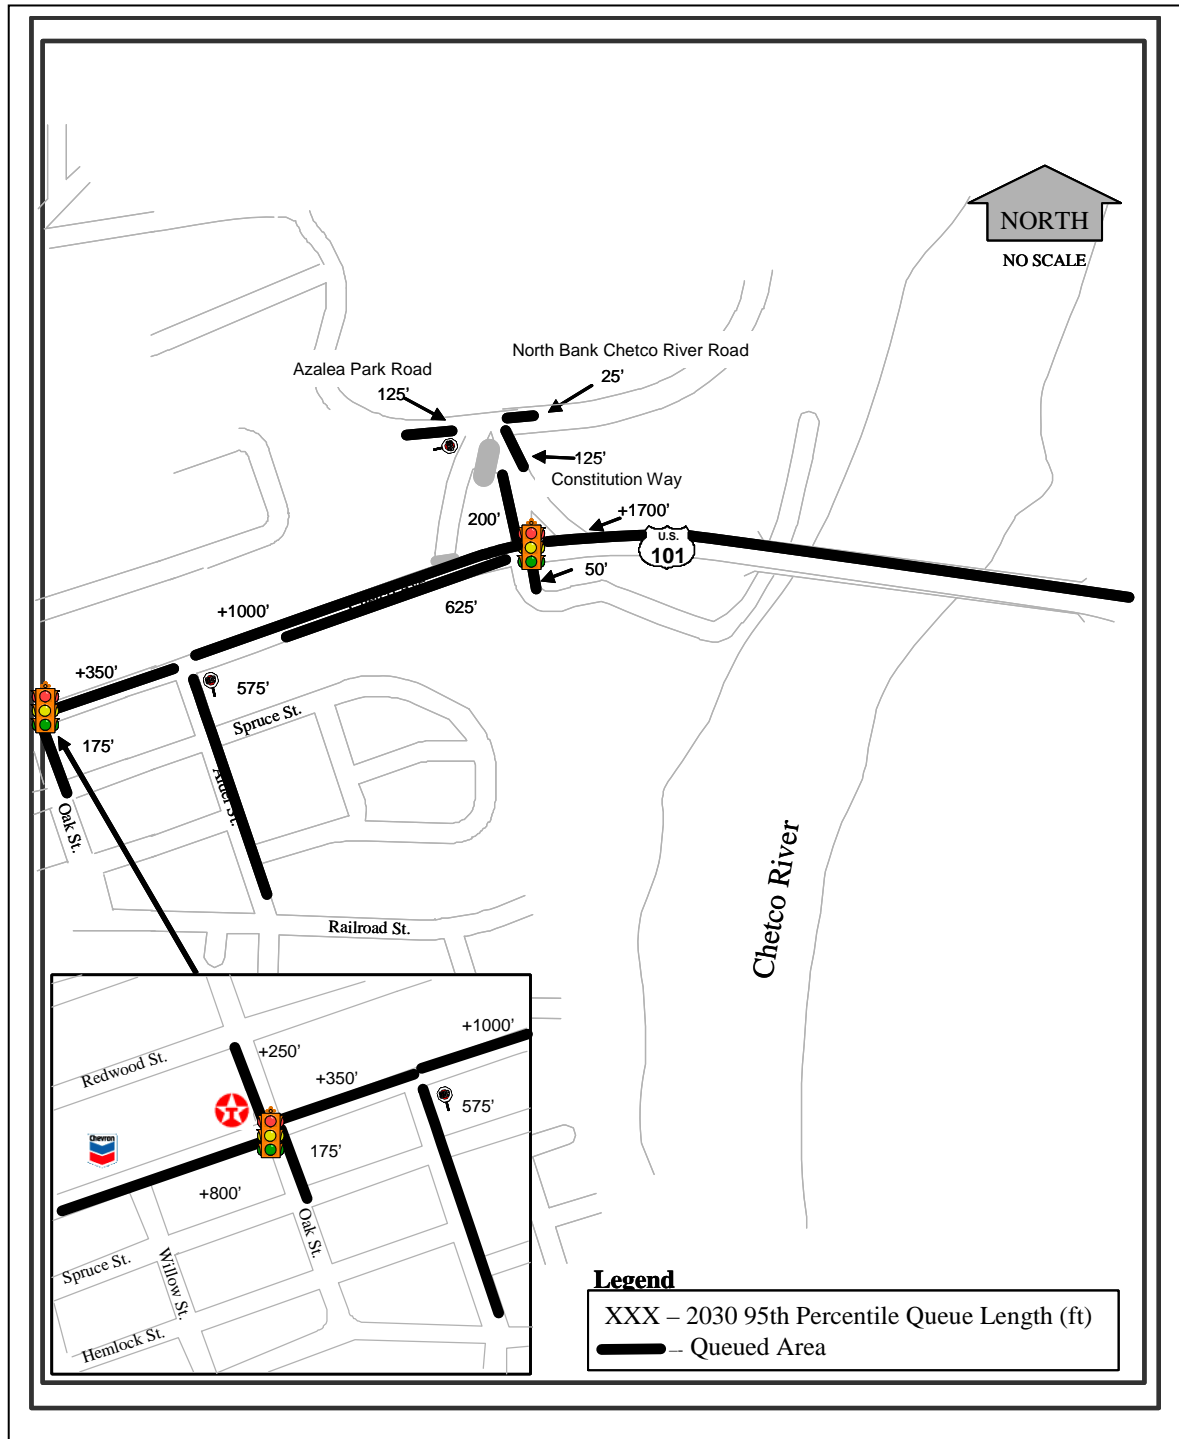 NORTH
NO SCALE
North Bank Chetco River Road
25’
Azalea Park Road
125’
125’
Constitution Way
200’
+1700’
U.S.
101
50’
+1000’
625’
+350’
575’
Spruce St.
175’
Alder St.
Oak St.
Chetco River
Railroad St.
+1000’
+250’
Redwood St.
+350’
575’
Chevron
175’
+800’
Oak St.
Spruce St.
Willow St.
Hemlock St.
Legend
XXX – 2030 95th Percentile Queue Length (ft)
-- Queued Area